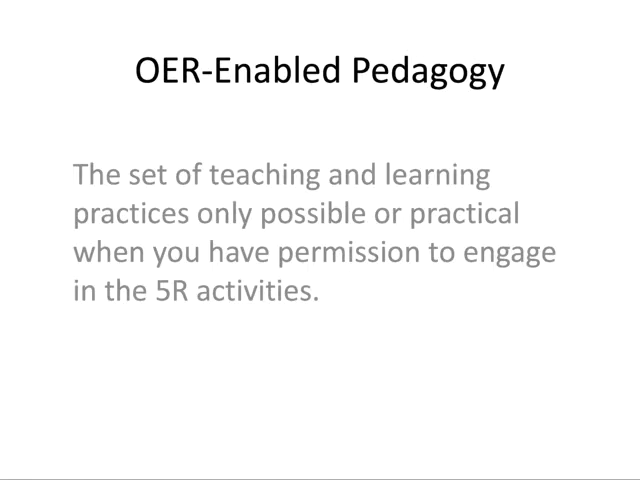 OER-Enabled Pedagogy
The set of teaching and learning
practices only possible or practical
when you have permission to engage
in the 5R activities.